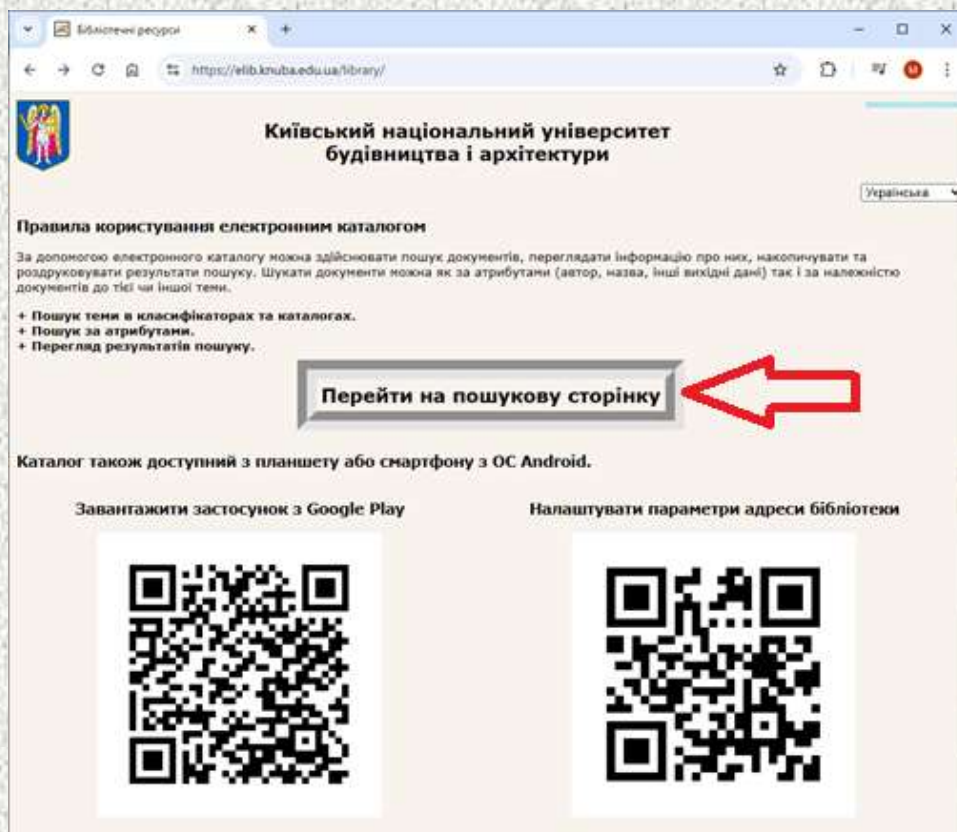 Бібліотечні ресурси
https://elib.knuba.edu.ua/library/
Київський національний університет
будівництва і архітектури
Українська
Правила користування електронним каталогом
За допомогою електронного каталогу можна здійснювати пошук документів, переглядати інформацію про них, накопичувати та
роздруковувати результати пошуку. Шукати документи можна як за атрибутами (автор, назва, інші вихідні дані) так і за належністю
документів до тієї чи іншої теми.
+ Пошук теми в класифікаторах та каталогах.
+ Пошук за атрибутами.
+ Перегляд результатів пошуку.
Перейти на пошукову сторінку
Каталог також доступний з планшету або смартфону з ОС Android.
Завантажити застосунок з Google Play
Налаштувати параметри адреси бібліотеки